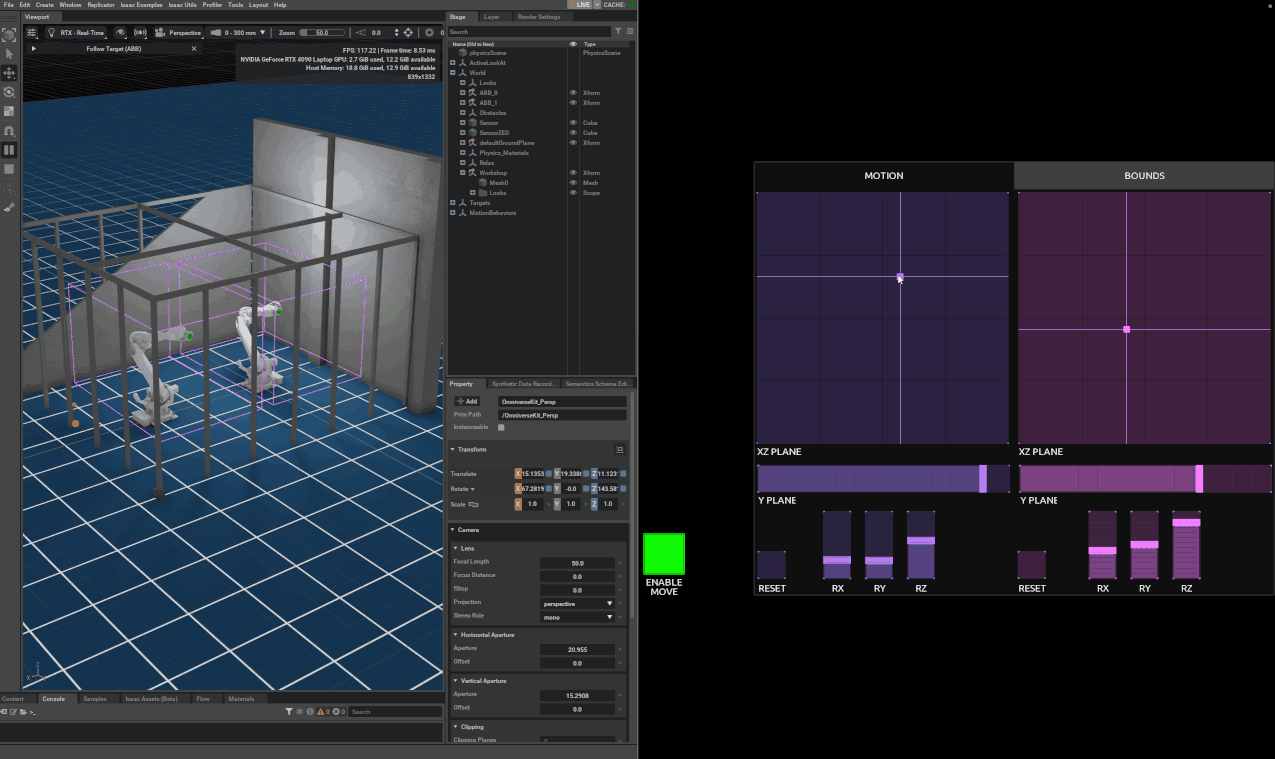 File Edit Create Window Replicator Isaac Examples Isaac Utils Profiler Tools Layout Help
LIVE CACHE:
Viewport
RTX - Real-Time Perspective 0 - 300 mm Zoom 50.0 0.0
Follow Target (ABB)
FPS: 117.22 | Frame time: 8.53 ms
NVIDIA GeForce RTX 4090 Laptop GPU: 2.7 GiB used, 12.2 GiB available
Host Memory: 18.8 GiB used, 12.9 GiB available
839x1332
Stage Layer Render Settings
Search
Name (Old to New) Type
physicsScene PhysicsScene
ActiveLookAt
World
Looks
ABB_0 Xform
ABB_1 Xform
Obstacles
Sensor Cube
SensorZED Cube
defaultGroundPlane Xform
Physics_Materials
Relax
Workshop Xform
Mesh0 Mesh
Looks Scope
Targets
MotionBehaviors
Property Synthetic Data Record... Semantics Schema Edi...
Add OmniverseKit_Persp
Prim Path /OmniverseKit_Persp
Instanceable
Transform
Translate X 15.1353 Y 19.338 Z 11.123
Rotate X 67.2819 Y -0.0 Z 143.58
Scale X 1.0 Y 1.0 Z 1.0
Camera
Lens
Focal Length 50.0
Focus Distance 0.0
fStop 0.0
Projection perspective
Stereo Role mono
Horizontal Aperture
Aperture 20.955
Offset 0.0
Vertical Aperture
Aperture 15.2908
Offset 0.0
Clipping
Clipping Planes
Z
X
Content Console Samples Isaac Assets (Beta) Flow Materials
0 0 Search
ENABLE
MOVE
MOTION BOUNDS
XZ PLANE XZ PLANE
Y PLANE Y PLANE
RESET RX RY RZ RESET RX RY RZ